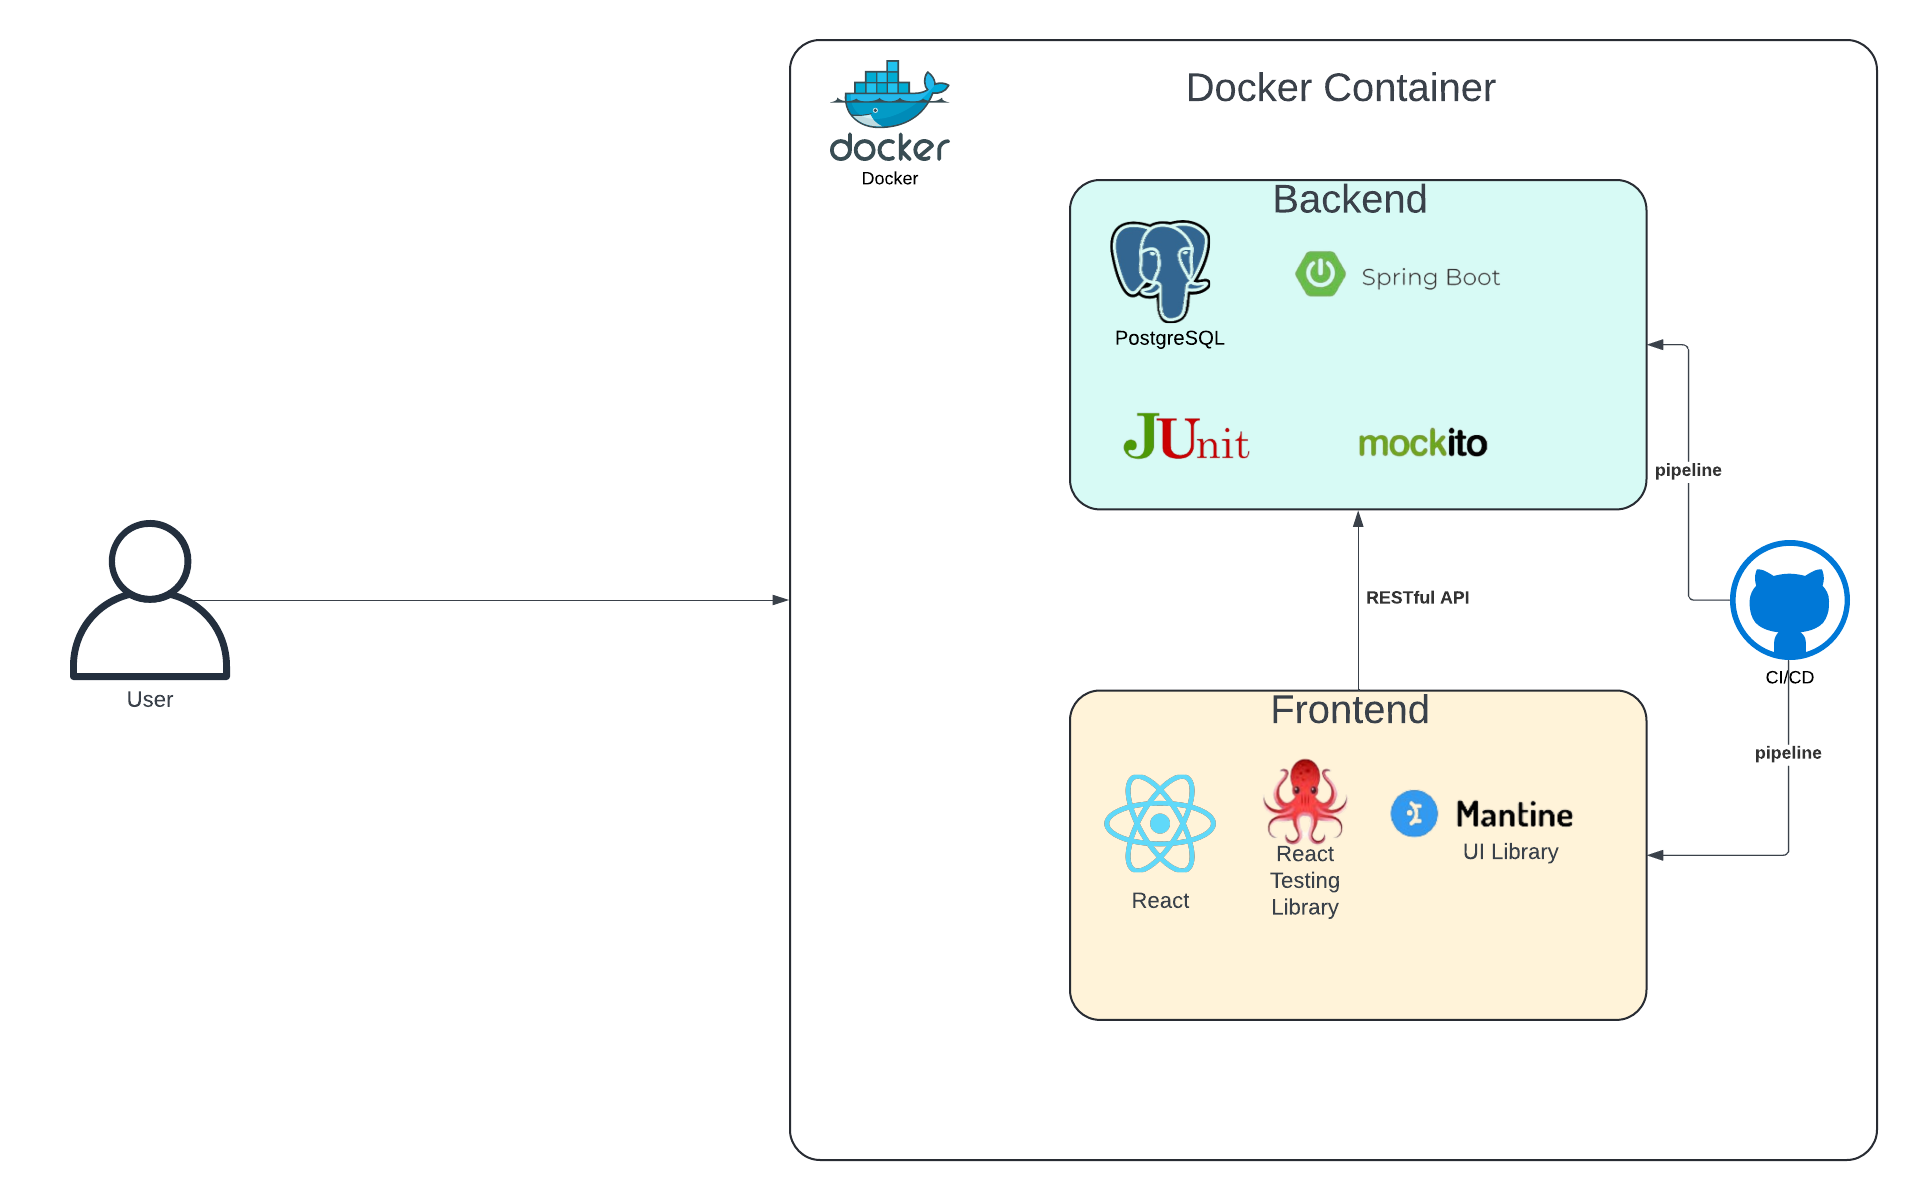 Docker Container
docker
Docker
Backend
Spring Boot
PostgreSQL
JUnit
mockito
pipeline
RESTful API
CI/CD
User
pipeline
Frontend
Mantine
UI Library
React
Testing
Library
React